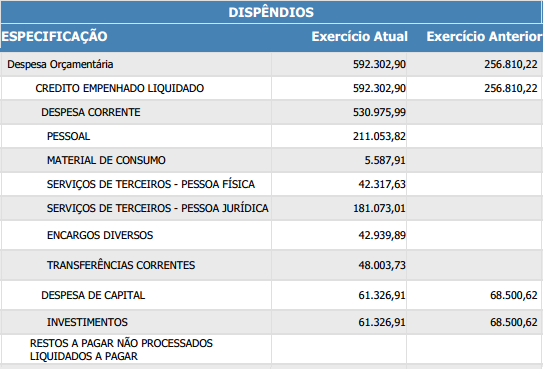 DISPÊNDIOS
ESPECIFICAÇÃO Exercício Atual Exercício Anterior
Despesa Orçamentária 592.302,90 256.810,22
CREDITO EMPENHADO LIQUIDADO 592.302,90 256.810,22
DESPESA CORRENTE 530.975,99
PESSOAL 211.053,82
MATERIAL DE CONSUMO 5.587,91
SERVIÇOS DE TERCEIROS - PESSOA FÍSICA 42.317,63
SERVIÇOS DE TERCEIROS - PESSOA JURÍDICA 181.073,01
ENCARGOS DIVERSOS 42.939,89
TRANSFERÊNCIAS CORRENTES 48.003,73
DESPESA DE CAPITAL 61.326,91 68.500,62
INVESTIMENTOS 61.326,91 68.500,62
RESTOS A PAGAR NÃO PROCESSADOS
LIQUIDADOS A PAGAR